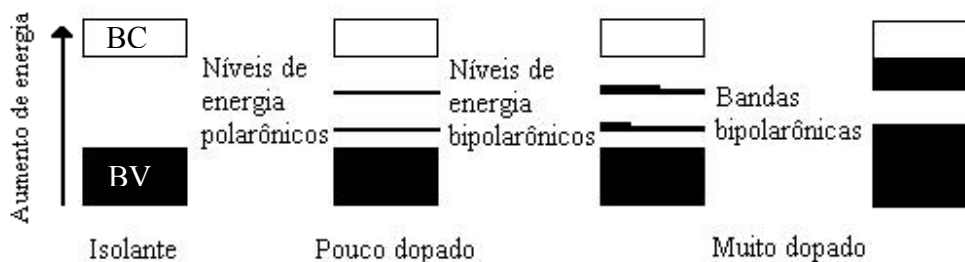 Aumento de energia
BC
BV
Isolante
Níveis de
energia
polarônicos
Pouco dopado
Níveis de
energia
bipolarônicos
Bandas
bipolarônicas
Muito dopado